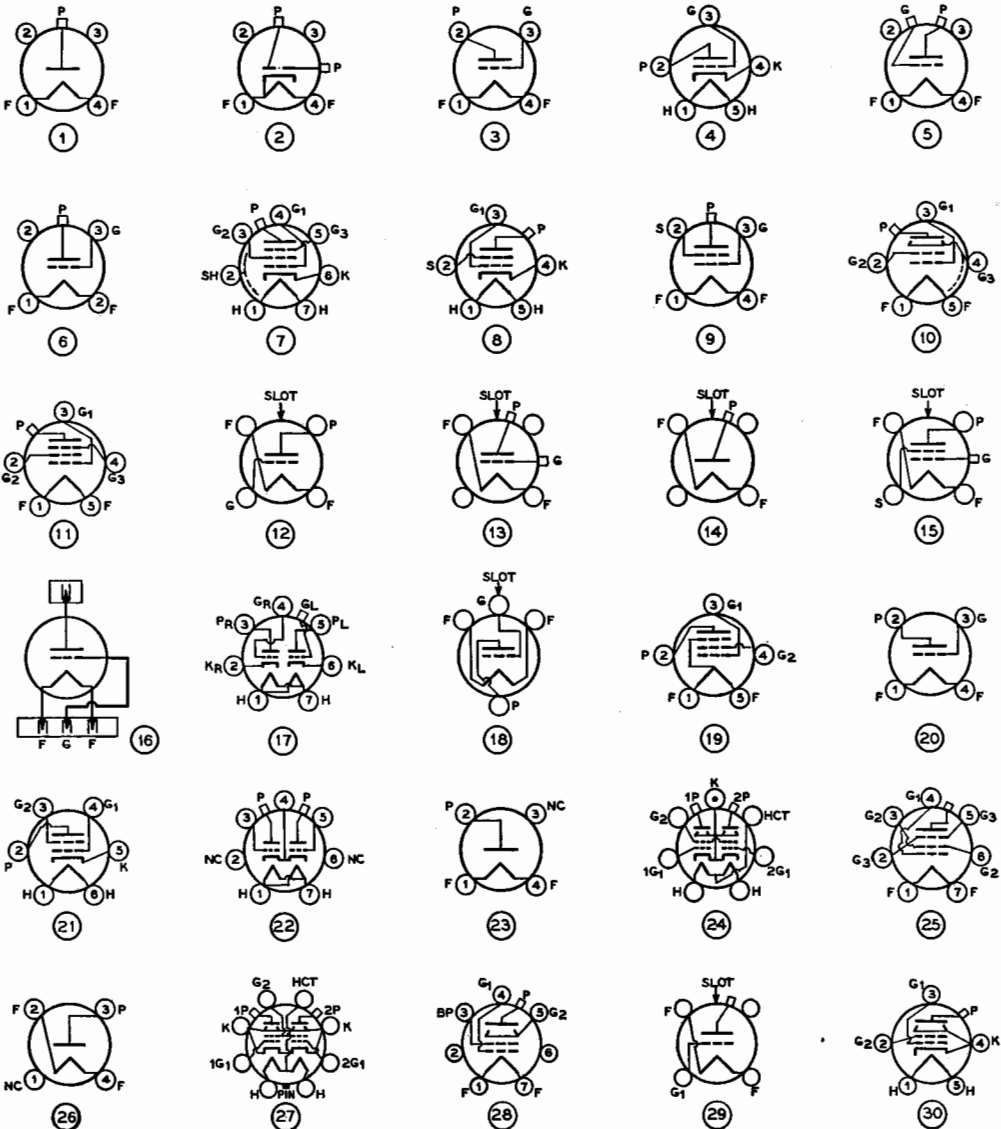 P
2 3
F 1 4 F
1
P
2 3
P
F 1 4 F
2
P G
2 3
F 1 4 F
3
G
3
P 2 4 K
H 1 5 H
4
G P
2 3
F 1 4 F
5
P
2 3 G
F 1 2 F
6
P 4 G1
G2 3 5 G3
SH 2 6 K
H 1 7 H
7
G1 3
P
S 2 4 K
H 1 5 H
8
P
S 2 3 G
F 1 4 F
9
3 G1
P
G2 2 4 G3
F 1 5 F
10
3 G1
P
2 4
G2 G3
F 1 5 F
11
SLOT
F P
G F
12
SLOT
F P
G
F
13
SLOT
F P
F
14
SLOT
F P
G
S F
15
F G F
16
GR 4 GL
PR 3 5 PL
KR 2 6 KL
H 1 7 H
17
SLOT
G
F F
P
18
3 G1
P 2 4 G2
F 1 5 F
19
P 2 3 G
F 1 4 F
20
G2 3 4 G1
2 5
P K
H 1 6 H
21
P 4 P
3 5
NC 2 6 NC
H 1 7 H
22
P 2 3 NC
F 1 4 F
23
K
1P 2P
G2 HCT
1G1 2G1
H H
24
G1 4
G2 3 5 G3
G3 2 6 G2
F 1 7 F
25
F 2 3 P
NC 1 4 F
26
G2 HCT
1P 2P
K K
1G1 2G1
H PIN H
27
G1 4 P
BP 3 5 G2
2 6
F 1 7 F
28
SLOT
F
G1 F
29
G1
3 P
G2 2 4 K
H 1 5 H
30